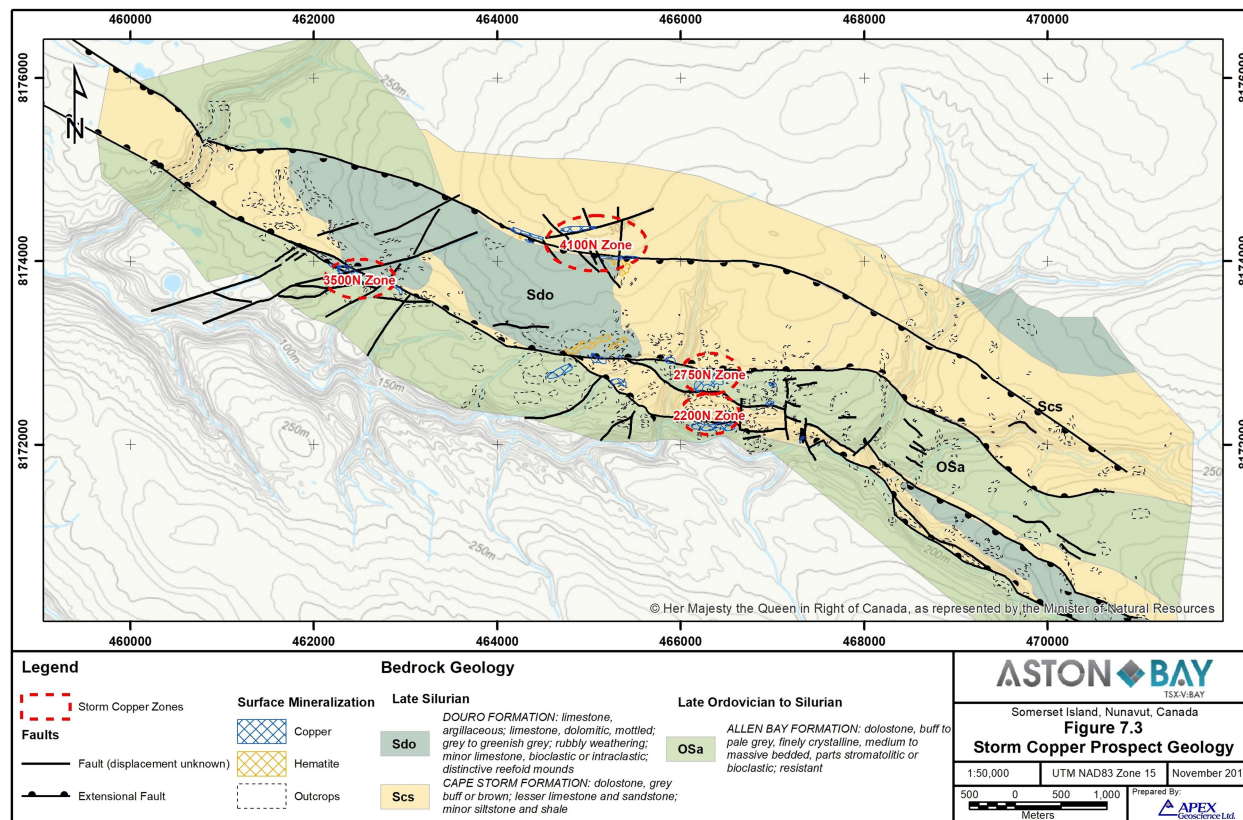 460000 462000 464000 466000 468000 470000
8176000 8176000
250m
N
4100N Zone
8174000 8174000
3500N Zone
Sdo
100m
150m
2750N Zone
2200N Zone
Scs
8172000 8172000
250m
250m
OSa
250m
200m
250m
© Her Majesty the Queen in Right of Canada, as represented by the Minister of Natural Resources
460000 462000 464000 466000 468000 470000
Legend
Storm Copper Zones
Faults
Fault (displacement unknown)
Extensional Fault
Surface Mineralization
Copper
Hematite
Outcrops
Bedrock Geology
Late Silurian
Sdo
DOURO FORMATION: limestone,
argillaceous; limestone, dolomitic, mottled;
grey to greenish grey; rubbly weathering;
minor limestone, bioclastic or intraclastic;
distinctive reefoid mounds
Scs
CAPE STORM FORMATION: dolostone, grey
buff or brown; lesser limestone and sandstone;
minor siltstone and shale
Late Ordovician to Silurian
OSa
ALLEN BAY FORMATION: dolostone, buff to
pale grey, finely crystalline, medium to
massive bedded, parts stromatolitic or
bioclastic; resistant
ASTON BAY
TSX-V:BAY
Somerset Island, Nunavut, Canada
Figure 7.3
Storm Copper Prospect Geology
1:50,000 UTM NAD83 Zone 15 November 201
500 0 500 1,000
Meters
Prepared By:
APEX
Geoscience Ltd.